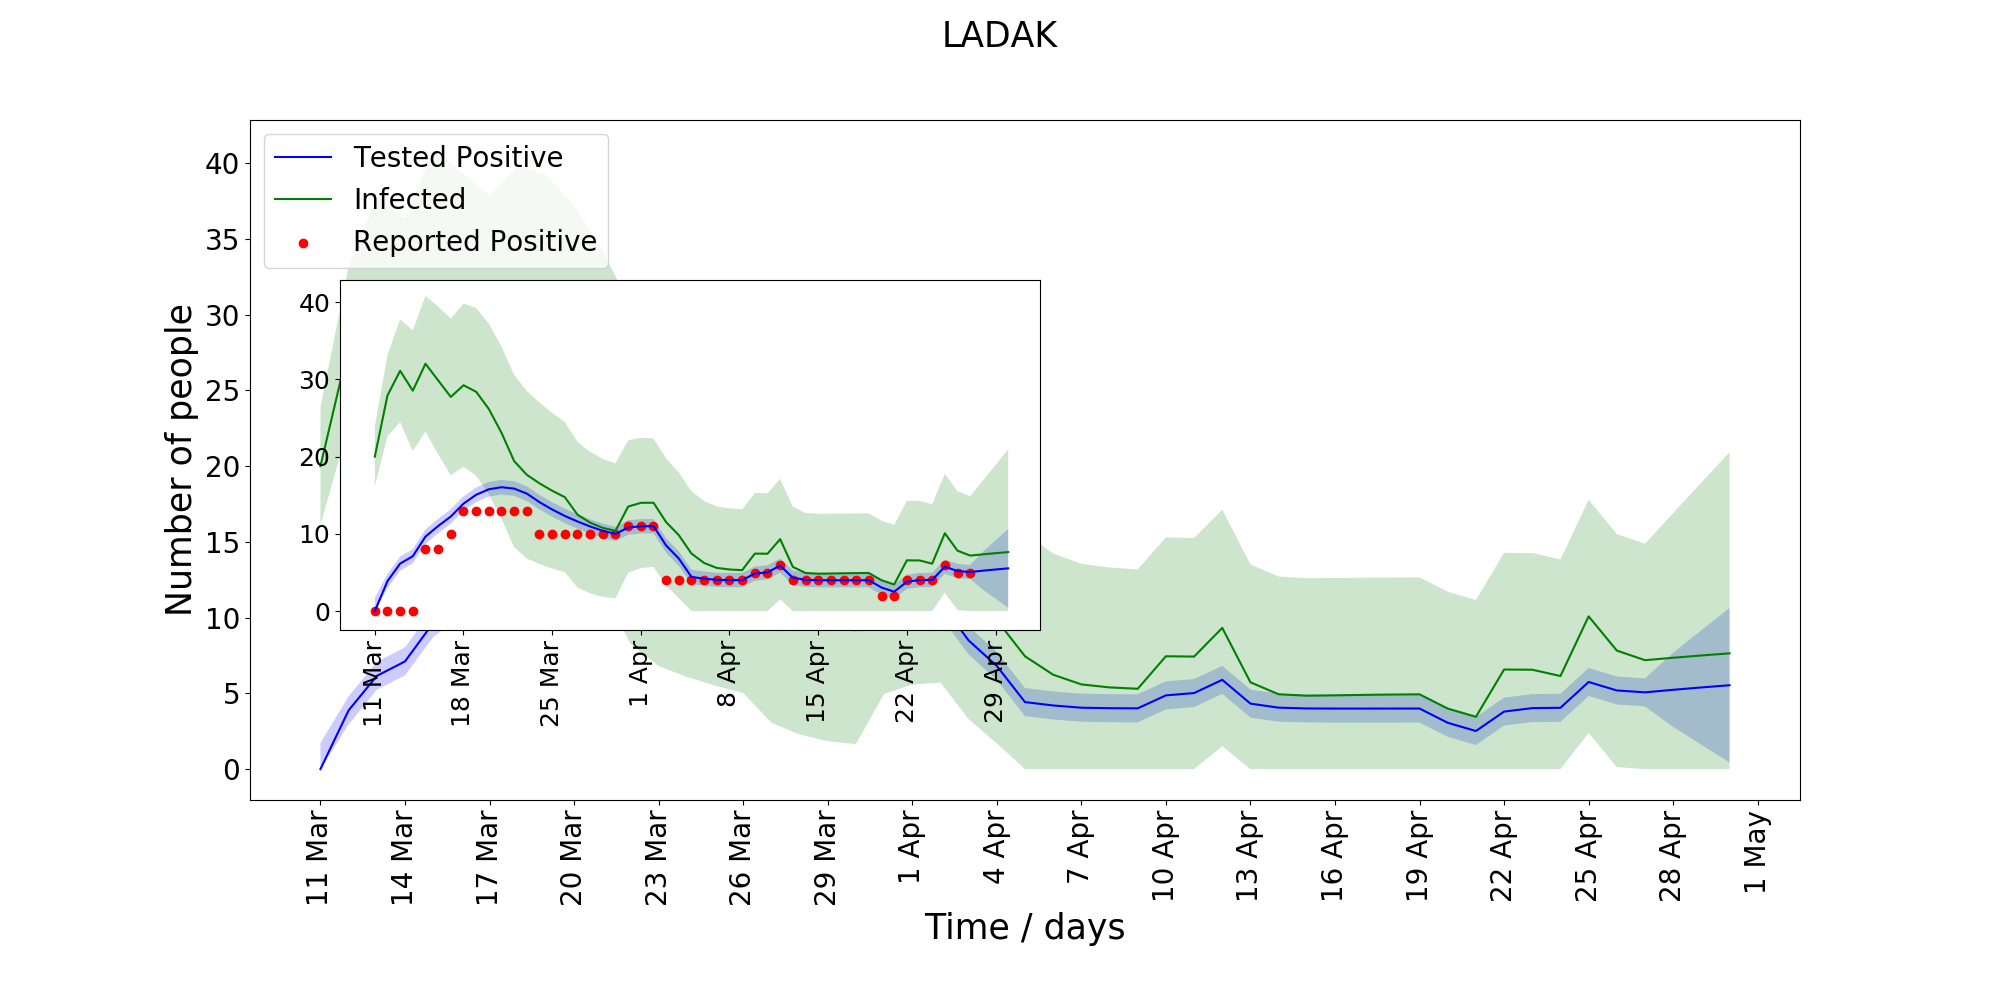 LADAK
Tested Positive
Infected
Reported Positive
Number of people
40
35
30
25
20
15
10
5
0
40
30
20
10
0
11 Mar
18 Mar
25 Mar
1 Apr
8 Apr
15 Apr
22 Apr
29 Apr
11 Mar
14 Mar
17 Mar
20 Mar
23 Mar
26 Mar
29 Mar
1 Apr
4 Apr
7 Apr
10 Apr
13 Apr
16 Apr
19 Apr
22 Apr
25 Apr
28 Apr
1 May
Time / days